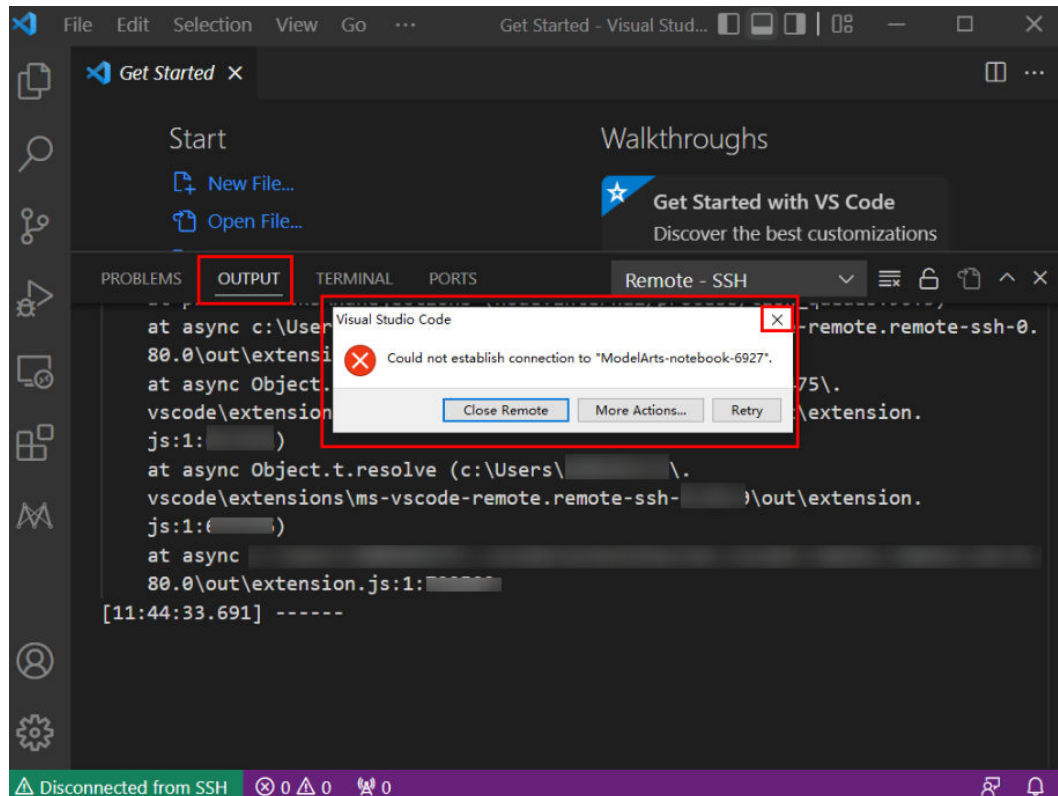 File Edit Selection View Go ··· Get Started - Visual Stud...
Get Started
Start
Walkthroughs
New File...
Open File...
Get Started with VS Code
Discover the best customizations
PROBLEMS OUTPUT TERMINAL PORTS Remote - SSH
at async c:\User -remote.remote-ssh-0.
80.0\out\extensi
at async Object. 75\.
vscode\extension \extension.
js:1: )
at async Object.t.resolve (c:\Users\ \.
vscode\extensions\ms-vscode-remote.remote-ssh- \out\extension.
js:1: )
at async
80.0\out\extension.js:1:
[11:44:33.691] ------
Visual Studio Code
Could not establish connection to "ModelArts-notebook-6927".
Close Remote More Actions... Retry
Disconnected from SSH 0 0 0